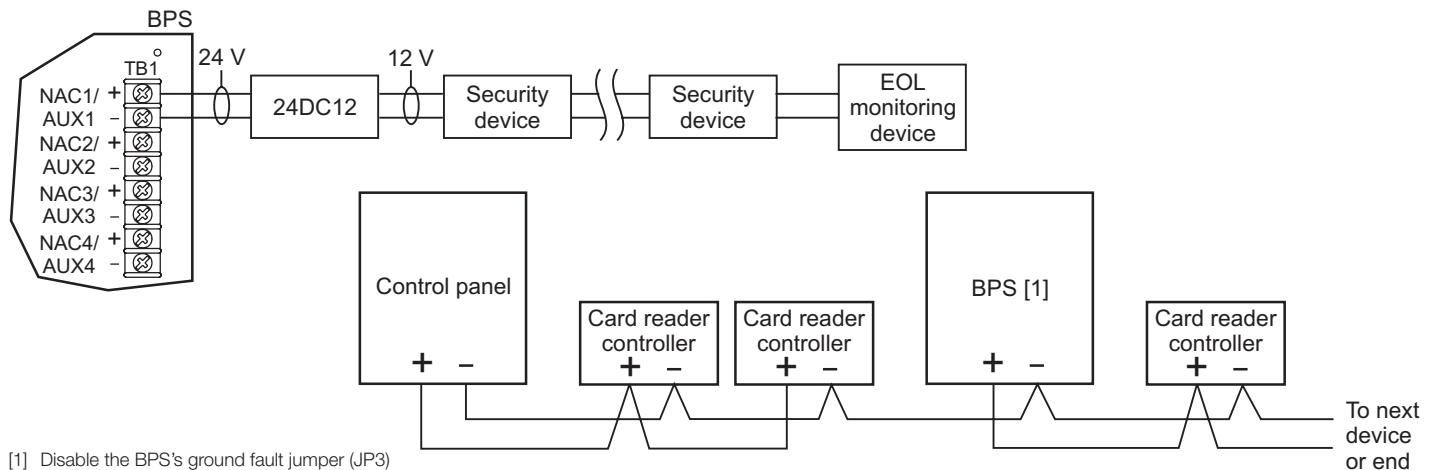 BPS
TB1
24 V
12 V
NAC1/ +
AUX1 –
NAC2/ +
AUX2 –
NAC3/ +
AUX3 –
NAC4/ +
AUX4 –
24DC12
Security
device
Security
device
EOL
monitoring
device
Control panel
+ –
Card reader
controller
+ –
Card reader
controller
+ –
BPS [1]
+ –
Card reader
controller
+ –
To next
device
or end
[1] Disable the BPS's ground fault jumper (JP3)